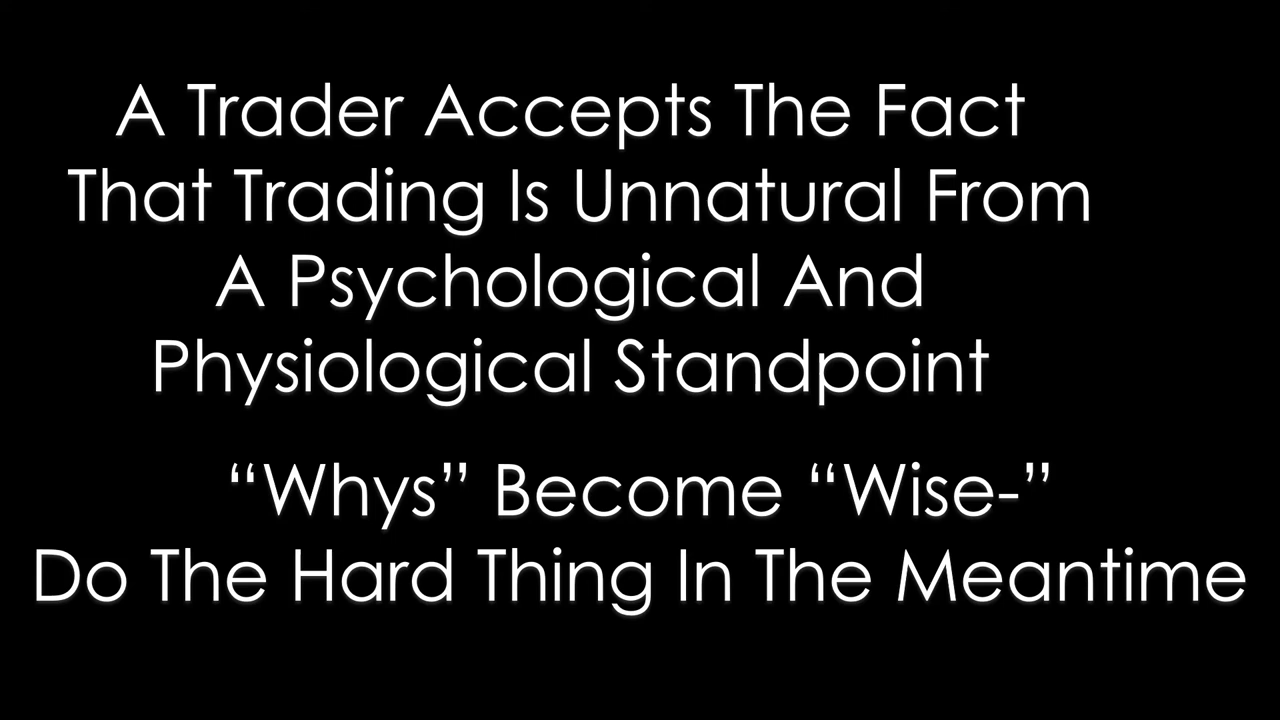 A Trader Accepts The Fact
That Trading Is Unnatural From
A Psychological And
Physiological Standpoint
“Whys” Become “Wise-”
Do The Hard Thing In The Meantime